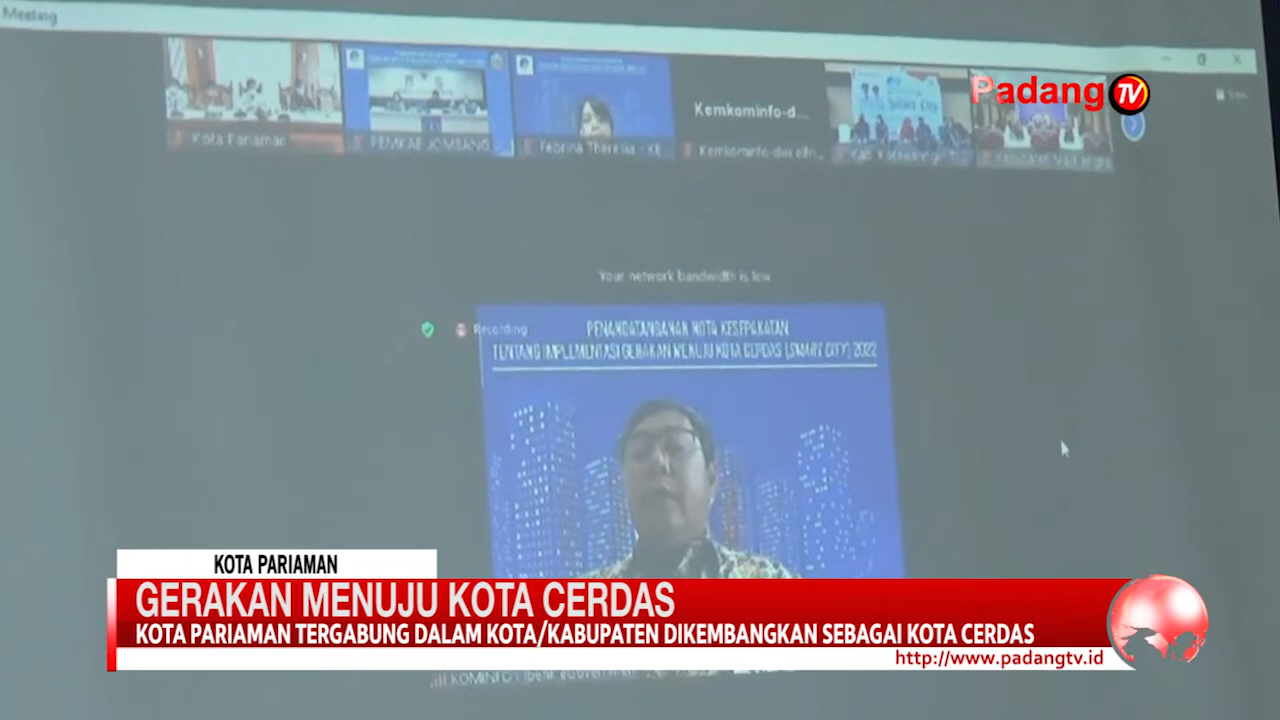 Meeting
Padang TV
Kemkominfo-d...
Kota Pariaman
PEMKAB JOMBANG
Febrina Theresia - KE
Your network bandwidth is low
Recording
PENANDATANGANAN NOTA KESEPAKATAN
TENTANG IMPLEMENTASI GERAKAN MENUJU KOTA CERDAS (SMART CITY) 2022
KOTA PARIAMAN
GERAKAN MENUJU KOTA CERDAS
KOTA PARIAMAN TERGABUNG DALAM KOTA/KABUPATEN DIKEMBANGKAN SEBAGAI KOTA CERDAS
http://www.padangtv.id